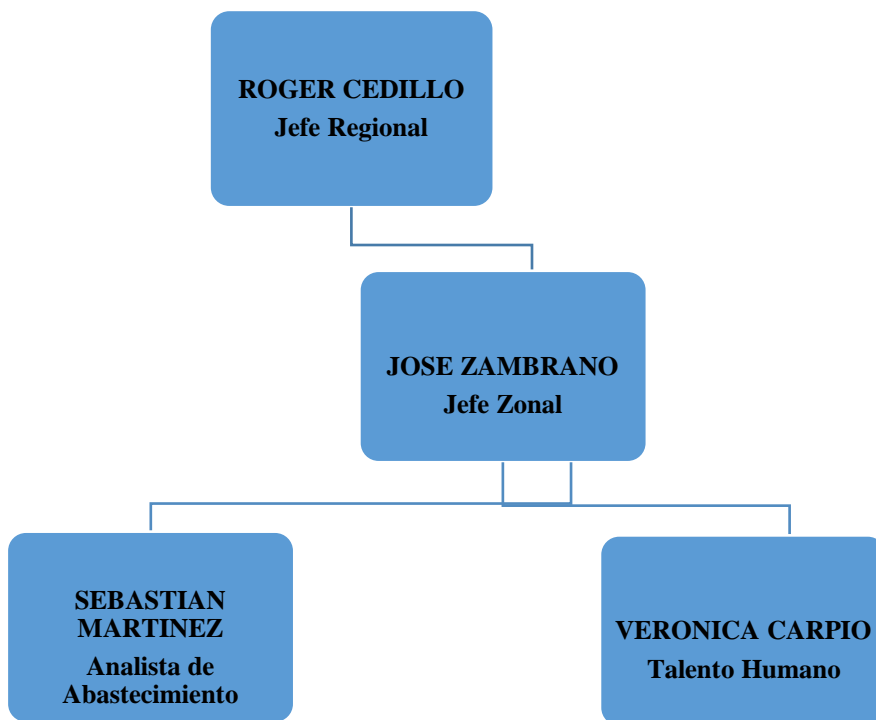 ROGER CEDILLO
Jefe Regional
JOSE ZAMBRANO
Jefe Zonal
SEBASTIAN
MARTINEZ
Analista de
Abastecimiento
VERONICA CARPIO
Talento Humano